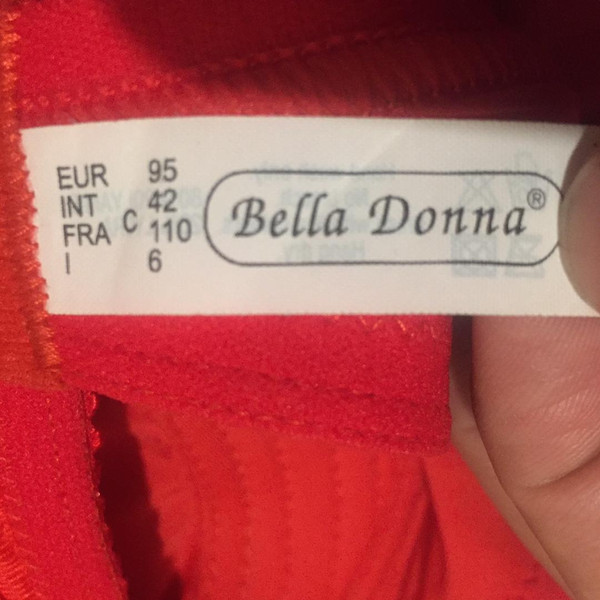 EUR 95
INT 42
FRA C 110
I 6
Bella Donna®